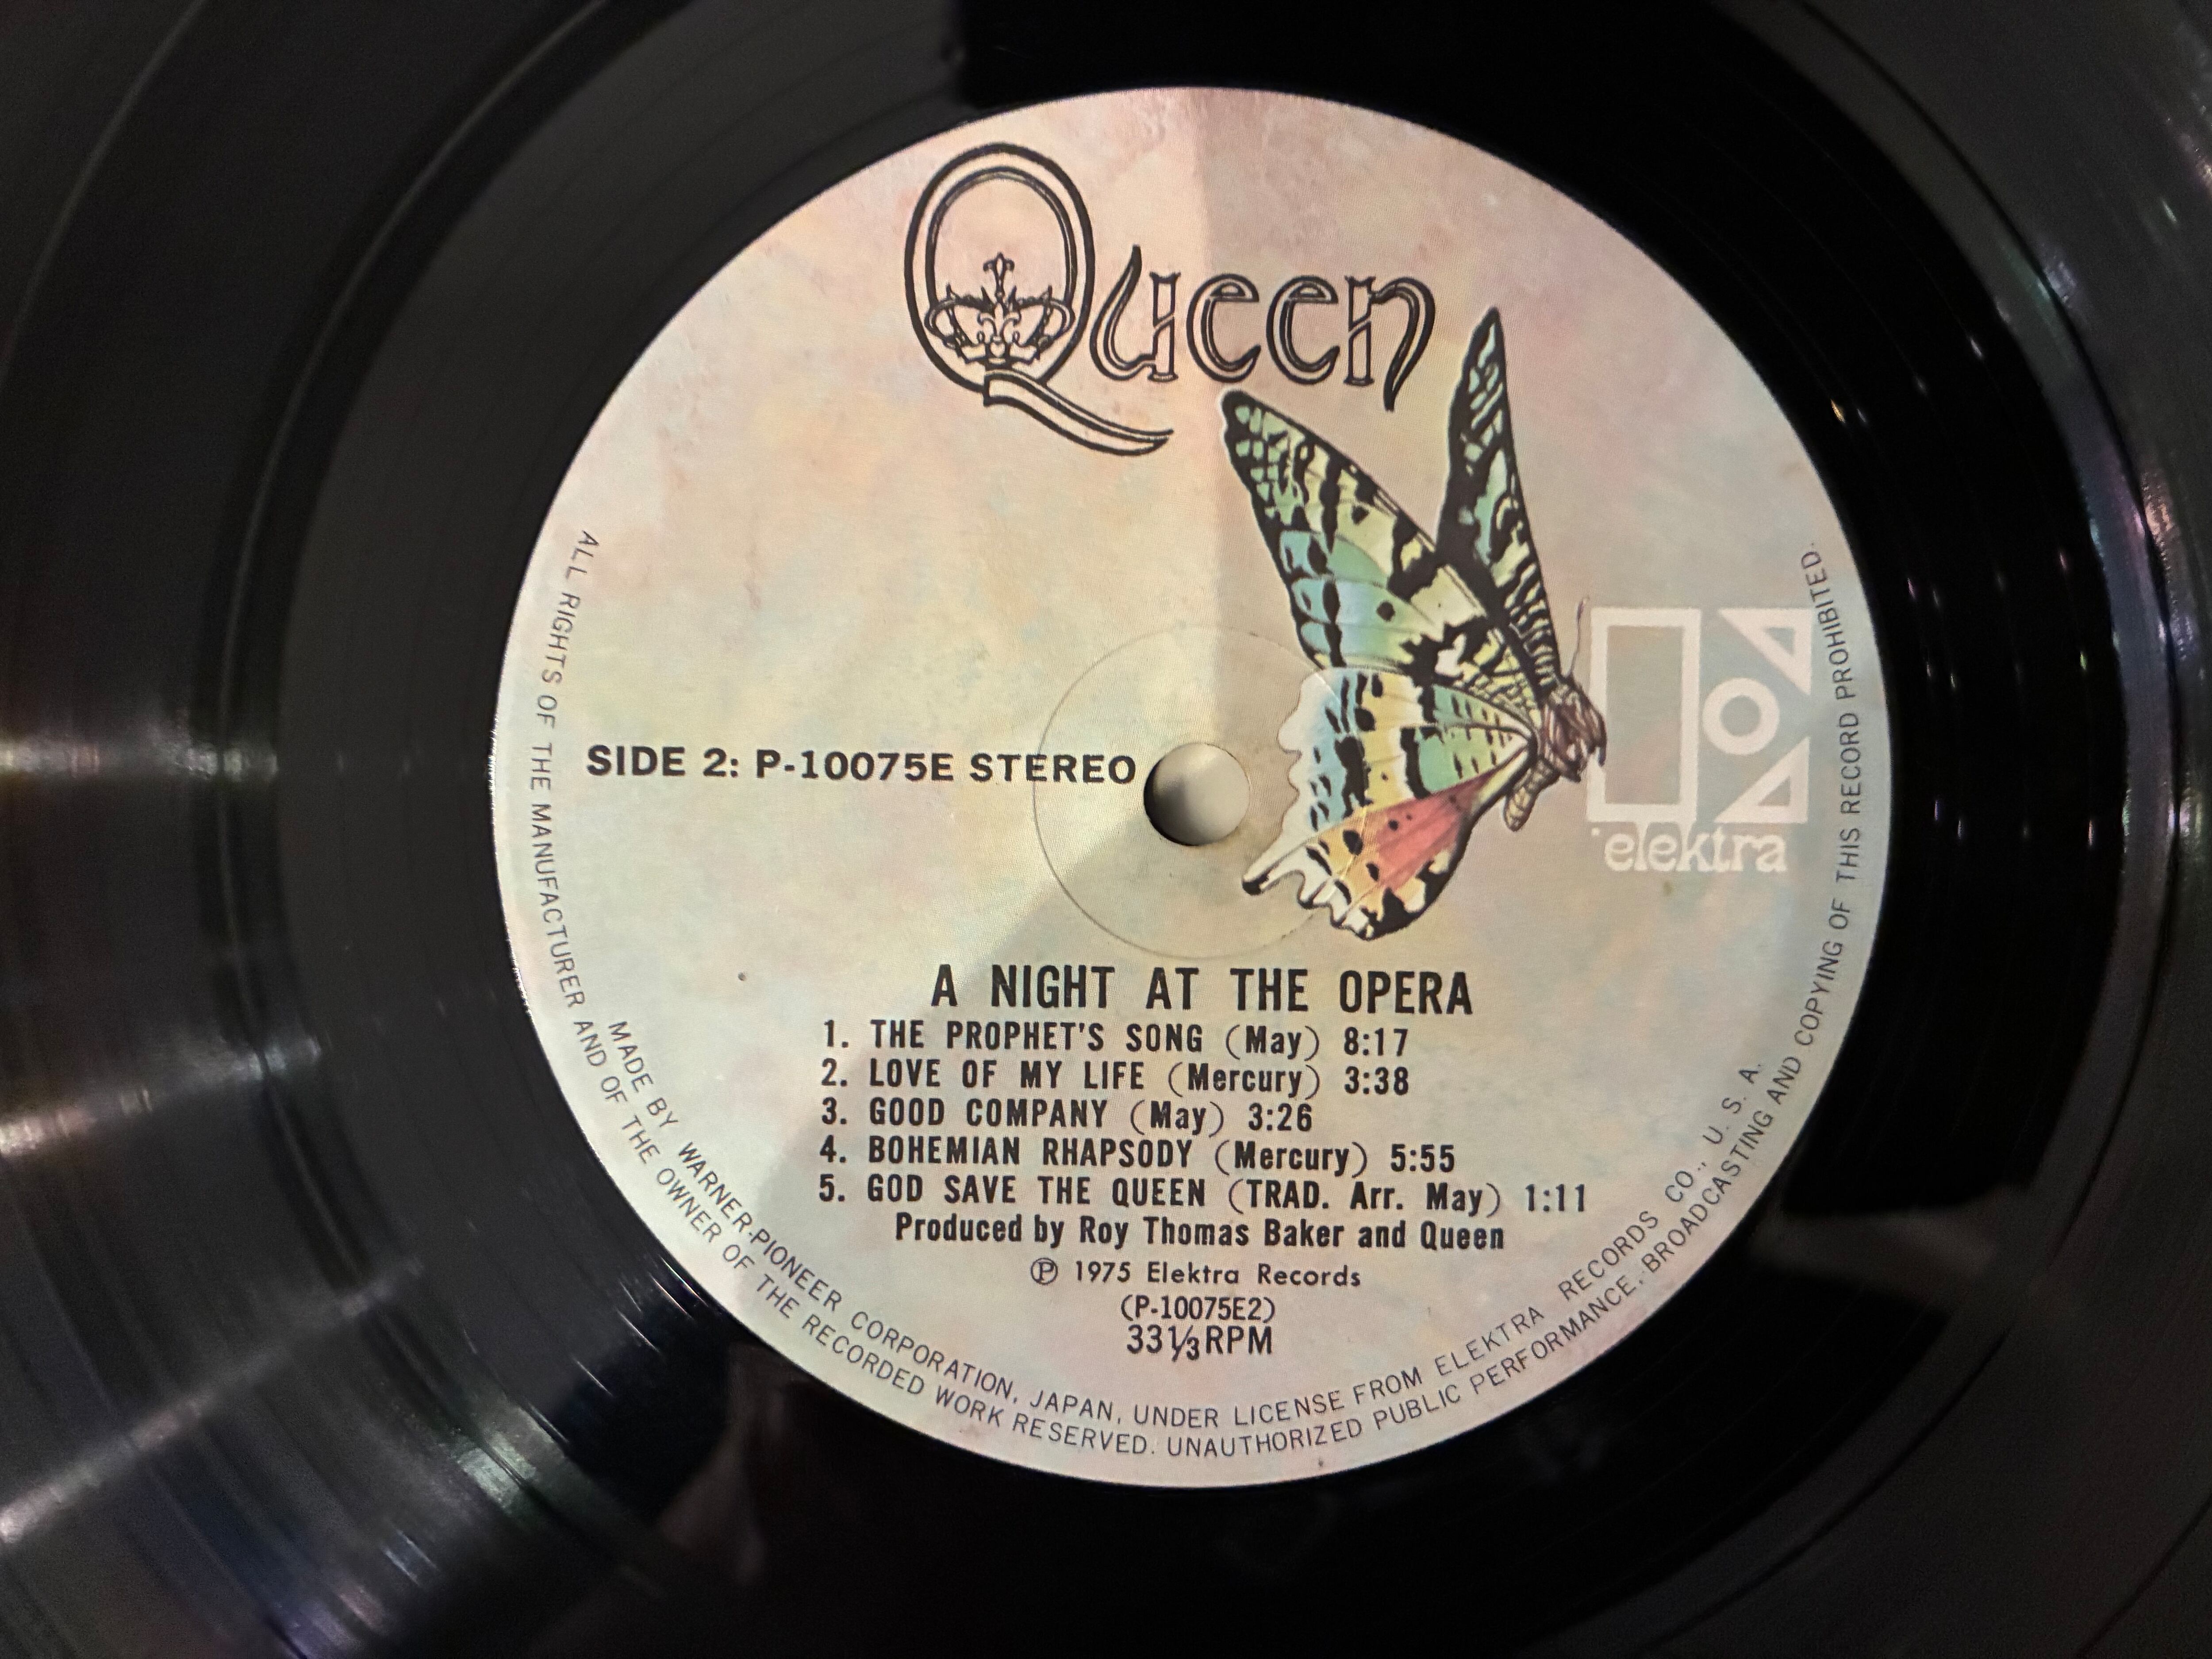 Queen
elektra
SIDE 2: P-10075E STEREO
A NIGHT AT THE OPERA
1. THE PROPHET'S SONG (May) 8:17
2. LOVE OF MY LIFE (Mercury) 3:38
3. GOOD COMPANY (May) 3:26
4. BOHEMIAN RHAPSODY (Mercury) 5:55
5. GOD SAVE THE QUEEN (TRAD. Arr. May) 1:11
Produced by Roy Thomas Baker and Queen
℗ 1975 Elektra Records
(P-10075E2)
33⅓RPM
MADE BY WARNER-PIONEER CORPORATION, JAPAN, UNDER LICENSE FROM ELEKTRA RECORDS CO., U. S. A.
ALL RIGHTS OF THE MANUFACTURER AND OF THE OWNER OF THE RECORDED WORK RESERVED. UNAUTHORIZED PUBLIC PERFORMANCE, BROADCASTING AND COPYING OF THIS RECORD PROHIBITED.